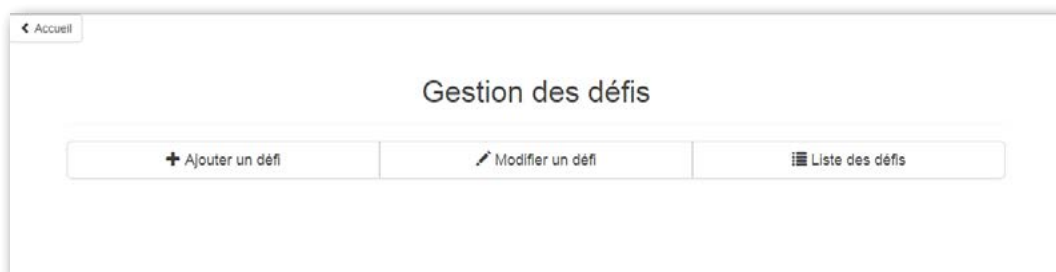 Accueil
Gestion des défis
Ajouter un défi
Modifier un défi
Liste des défis